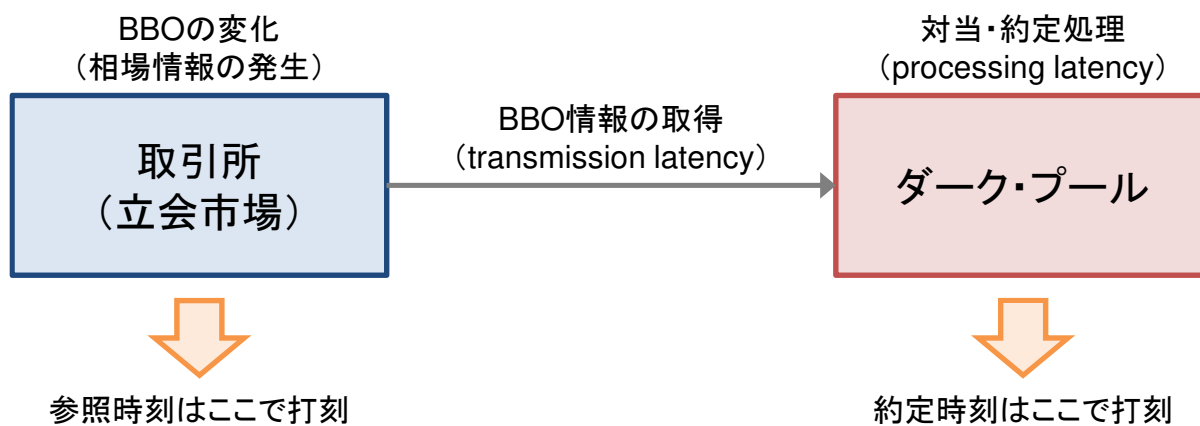 BBOの変化
（相場情報の発生）
取引所
（立会市場）
参照時刻はここで打刻
BBO情報の取得
（transmission latency）
対当・約定処理
（processing latency）
ダーク・プール
約定時刻はここで打刻